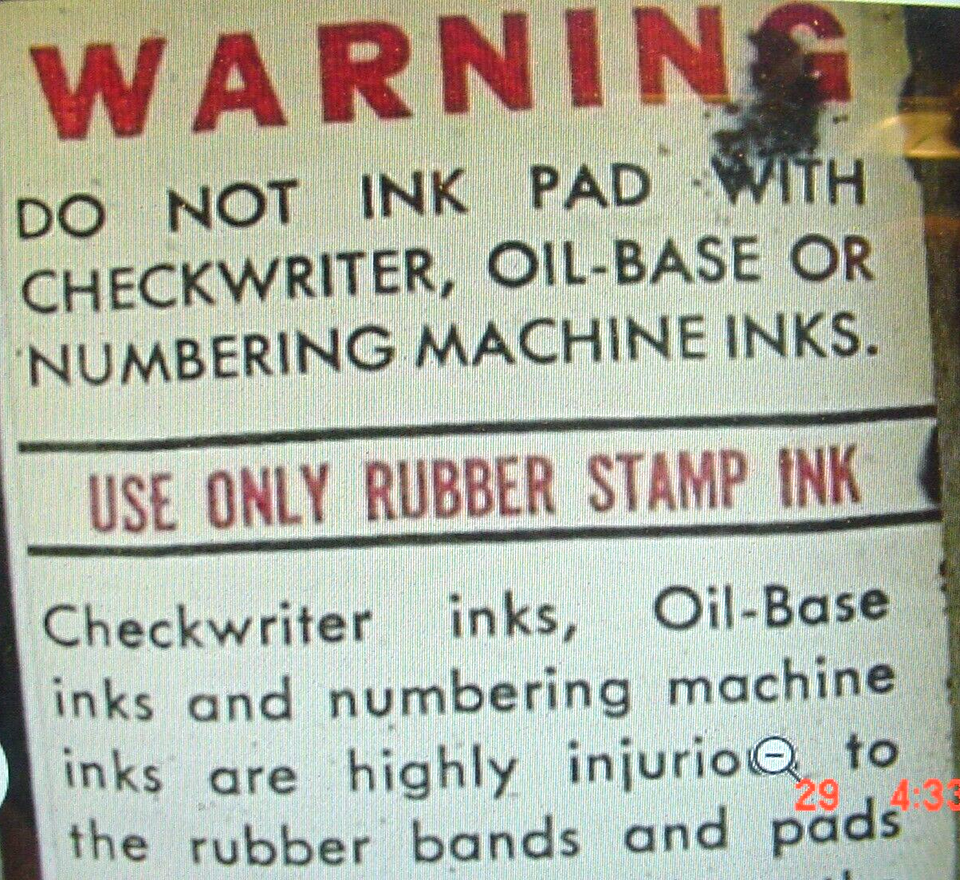 WARNING
DO NOT INK PAD WITH
CHECKWRITER, OIL-BASE OR
NUMBERING MACHINE INKS.
USE ONLY RUBBER STAMP INK
Checkwriter inks, Oil-Base
inks and numbering machine
inks are highly injurious to
29 4:33
the rubber bands and pads